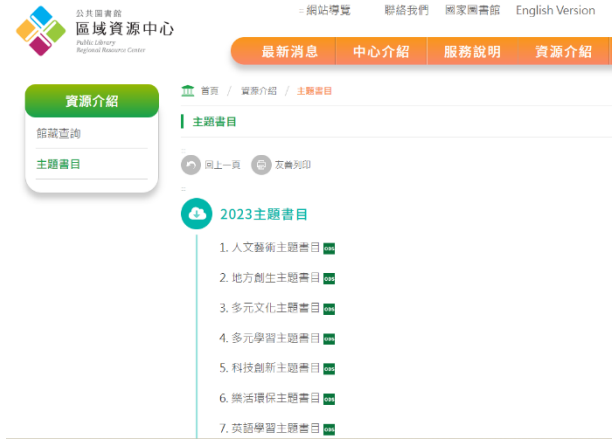 公共圖書館
區域資源中心
Public Library
Regional Resource Center
網站導覽 聯絡我們 國家圖書館 English Version
最新消息 中心介紹 服務說明 資源介紹
資源介紹
館藏查詢
主題書目
首頁 / 資源介紹 / 主題書目
主題書目
回上一頁 友善列印
2023主題書目
1. 人文藝術主題書目 ODS
2. 地方創生主題書目 ODS
3. 多元文化主題書目 ODS
4. 多元學習主題書目 ODS
5. 科技創新主題書目 ODS
6. 樂活環保主題書目 ODS
7. 英語學習主題書目 ODS